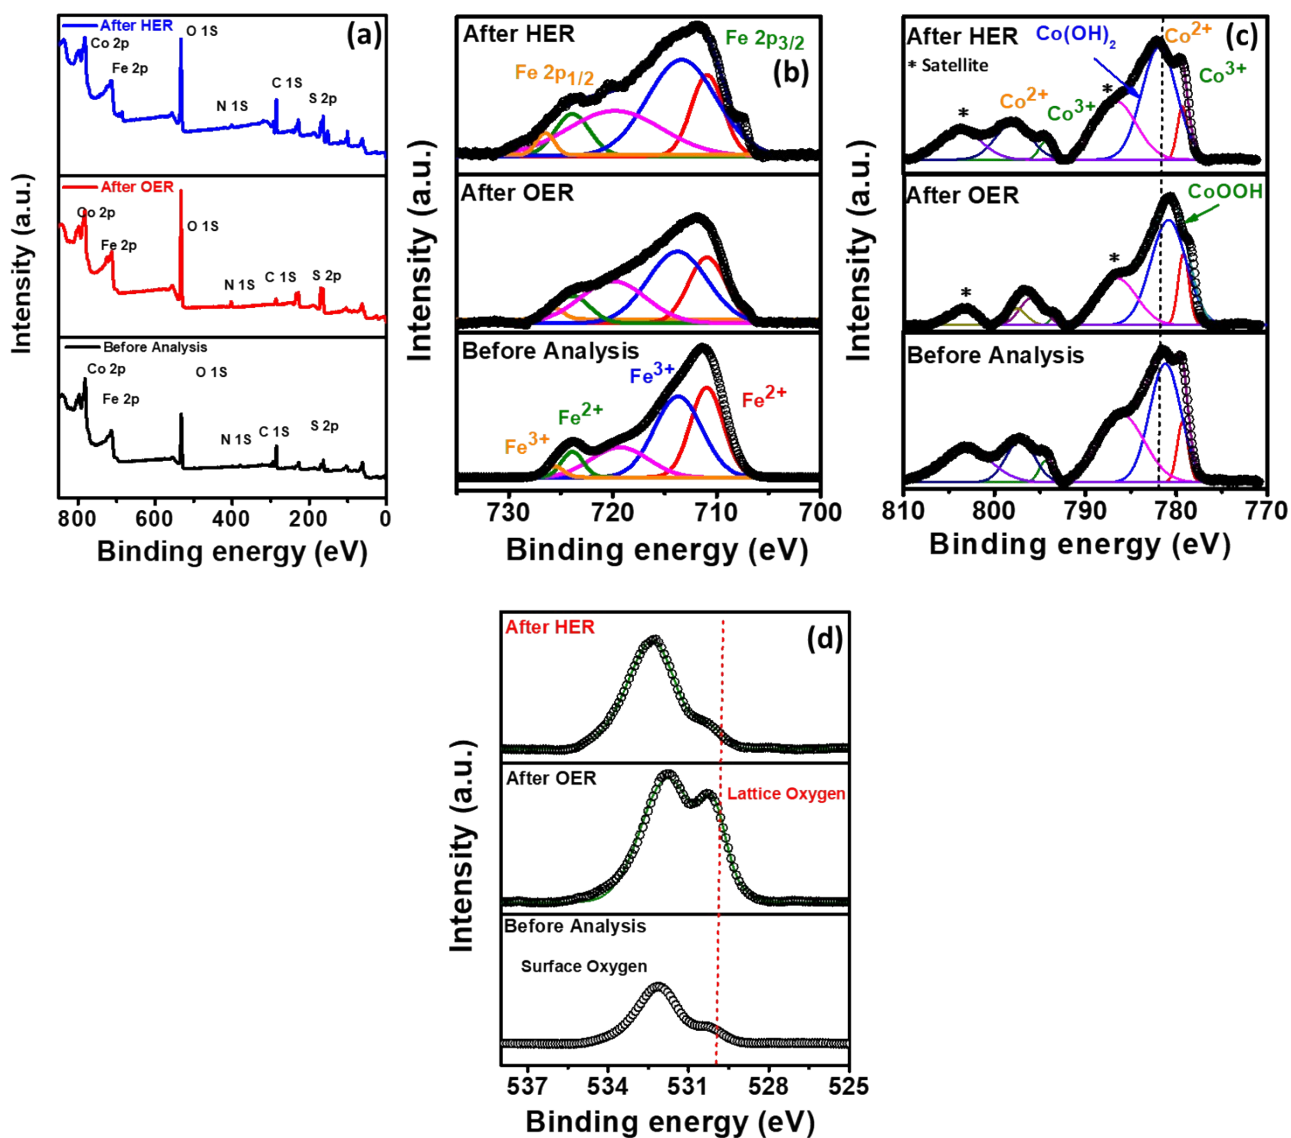 Intensity (a.u.)
After HER
(a)
O 1S
Co 2p
Fe 2p
N 1S
C 1S
S 2p
After OER
Co 2p
O 1S
Fe 2p
N 1S
C 1S
S 2p
Before Analysis
Co 2p
O 1S
Fe 2p
N 1S
C 1S
S 2p
800 600 400 200 0
Binding energy (eV)
Intensity (a.u.)
After HER
Fe 2p3/2
(b)
Fe 2p1/2
After OER
Before Analysis
Fe3+
Fe2+
Fe2+
Fe3+
730 720 710 700
Binding energy (eV)
Intensity (a.u.)
After HER
Co(OH)2
Co2+
(c)
* Satellite
Co3+
*
*
Co2+
Co3+
After OER
CoOOH
*
*
Before Analysis
810 800 790 780 770
Binding energy (eV)
Intensity (a.u.)
After HER
(d)
After OER
Lattice Oxygen
Before Analysis
Surface Oxygen
537 534 531 528 525
Binding energy (eV)